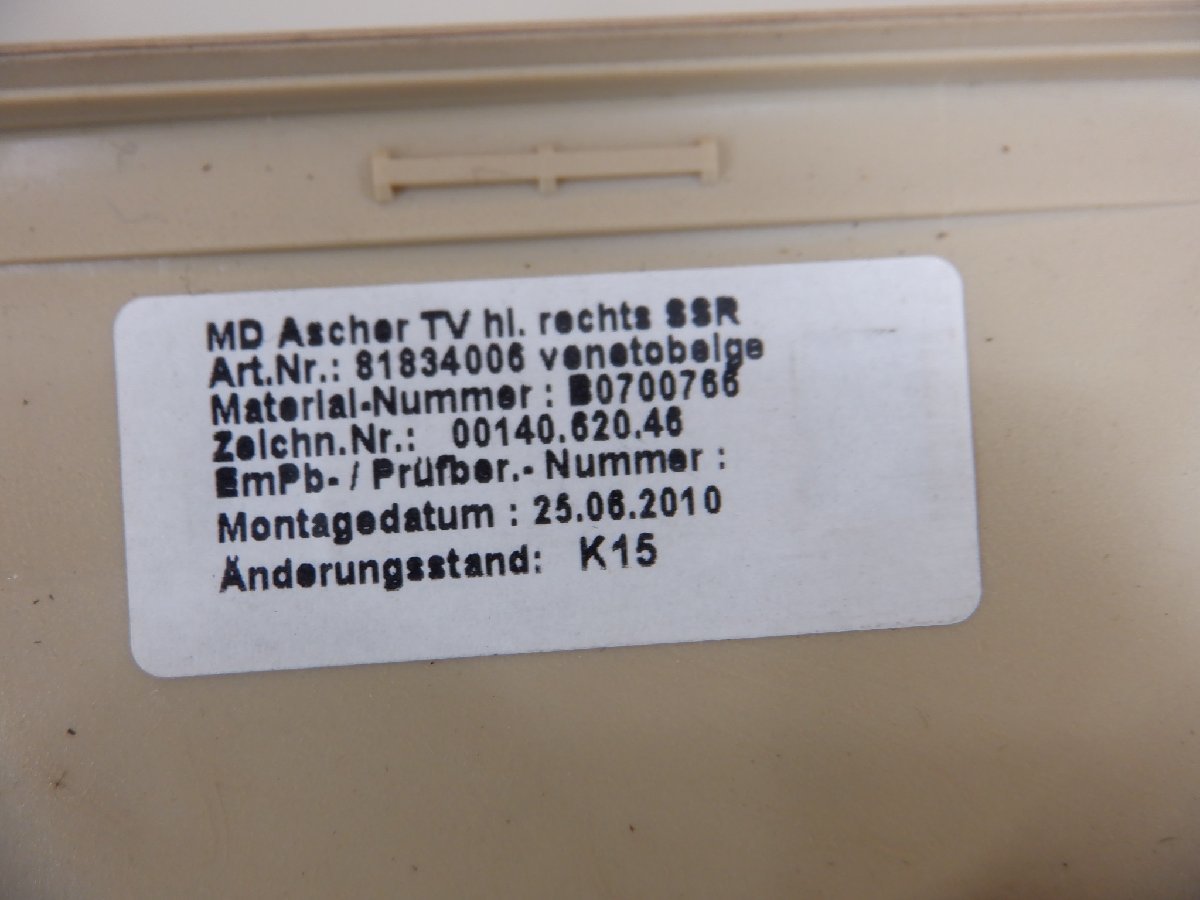 MD Ascher TV hl. rechts SSR
Art.Nr.: 81834006 venetobeige
Material-Nummer : B0700766
Zeichn.Nr.: 00140.620.46
EmPb- / Prüfber.- Nummer :
Montagedatum : 25.06.2010
Änderungsstand: K15